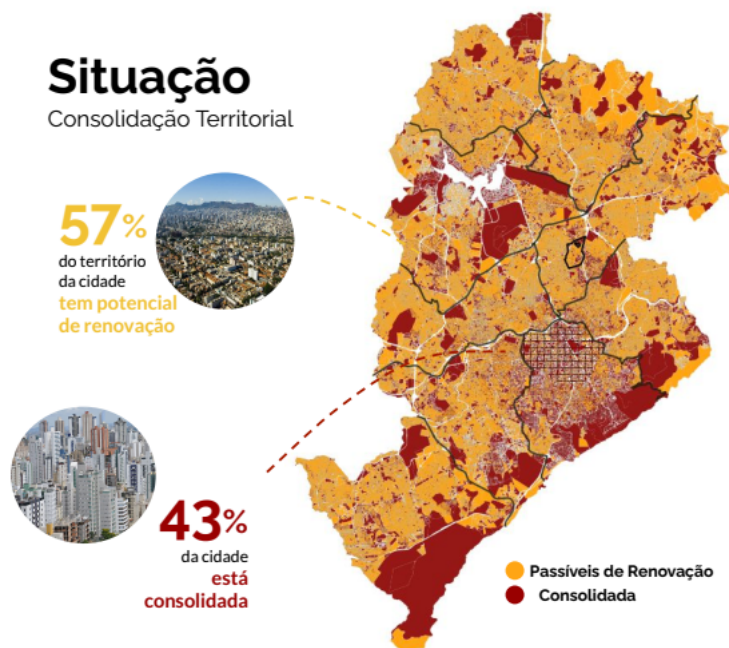 Situação
Consolidação Territorial
57%
do território
da cidade
tem potencial
de renovação
43%
da cidade
está
consolidada
Passíveis de Renovação
Consolidada